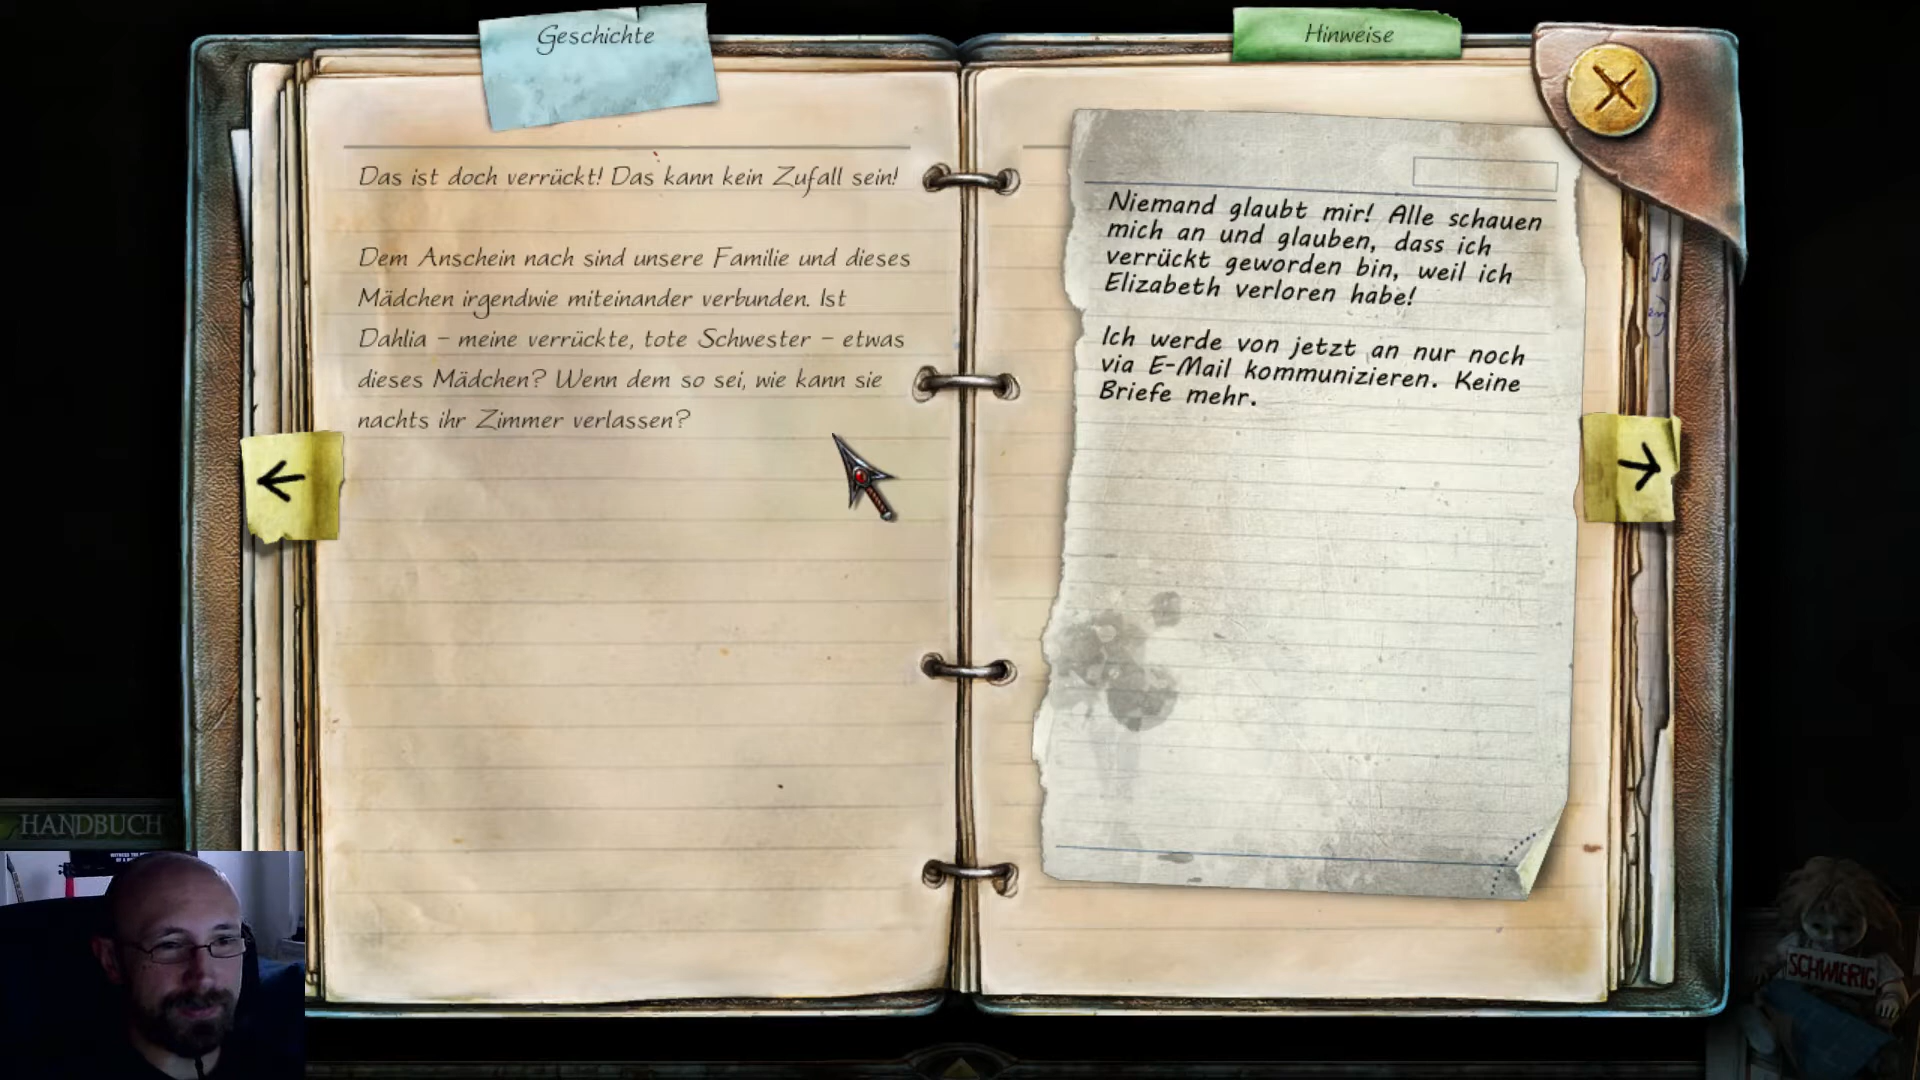 Geschichte
Das ist doch verrückt! Das kann kein Zufall sein!
Dem Anschein nach sind unsere Familie und dieses
Mädchen irgendwie miteinander verbunden. Ist
Dahlia – meine verrückte, tote Schwester – etwas
dieses Mädchen? Wenn dem so sei, wie kann sie
nachts ihr Zimmer verlassen?
Hinweise
Niemand glaubt mir! Alle schauen
mich an und glauben, dass ich
verrückt geworden bin, weil ich
Elizabeth verloren habe!
Ich werde von jetzt an nur noch
via E-Mail kommunizieren. Keine
Briefe mehr.
HANDBUCH
SCHWIERIG